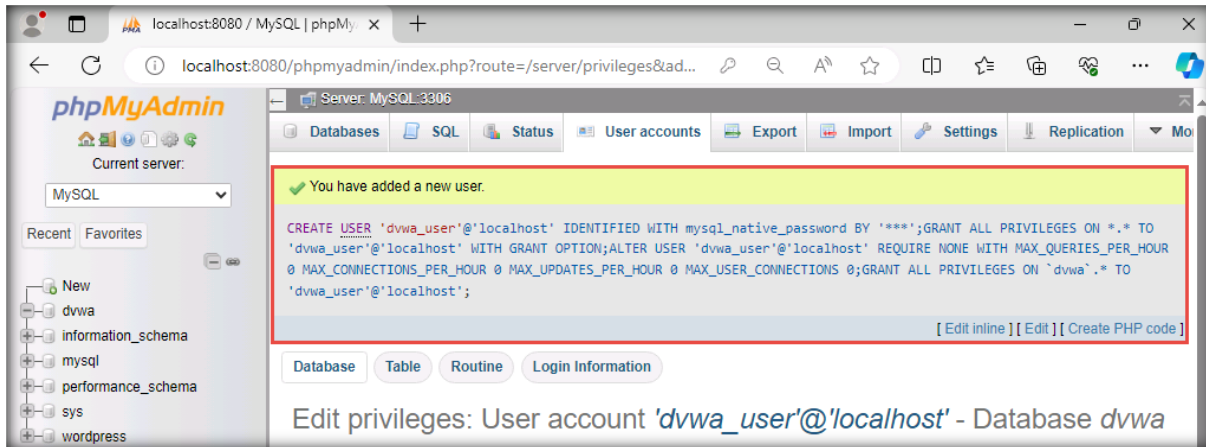 localhost:8080 / MySQL | phpMy
localhost:8080/phpmyadmin/index.php?route=/server/privileges&ad...
phpMyAdmin
Current server:
MySQL
Recent Favorites
New
dvwa
information_schema
mysql
performance_schema
sys
wordpress
Server: MySQL:3306
Databases SQL Status User accounts Export Import Settings Replication Mo
You have added a new user.
CREATE USER 'dvwa_user'@'localhost' IDENTIFIED WITH mysql_native_password BY '***';GRANT ALL PRIVILEGES ON *.* TO
'dvwa_user'@'localhost' WITH GRANT OPTION;ALTER USER 'dvwa_user'@'localhost' REQUIRE NONE WITH MAX_QUERIES_PER_HOUR
0 MAX_CONNECTIONS_PER_HOUR 0 MAX_UPDATES_PER_HOUR 0 MAX_USER_CONNECTIONS 0;GRANT ALL PRIVILEGES ON `dvwa`.* TO
'dvwa_user'@'localhost';
[ Edit inline ] [ Edit ] [ Create PHP code ]
Database Table Routine Login Information
Edit privileges: User account 'dvwa_user'@'localhost' - Database dvwa